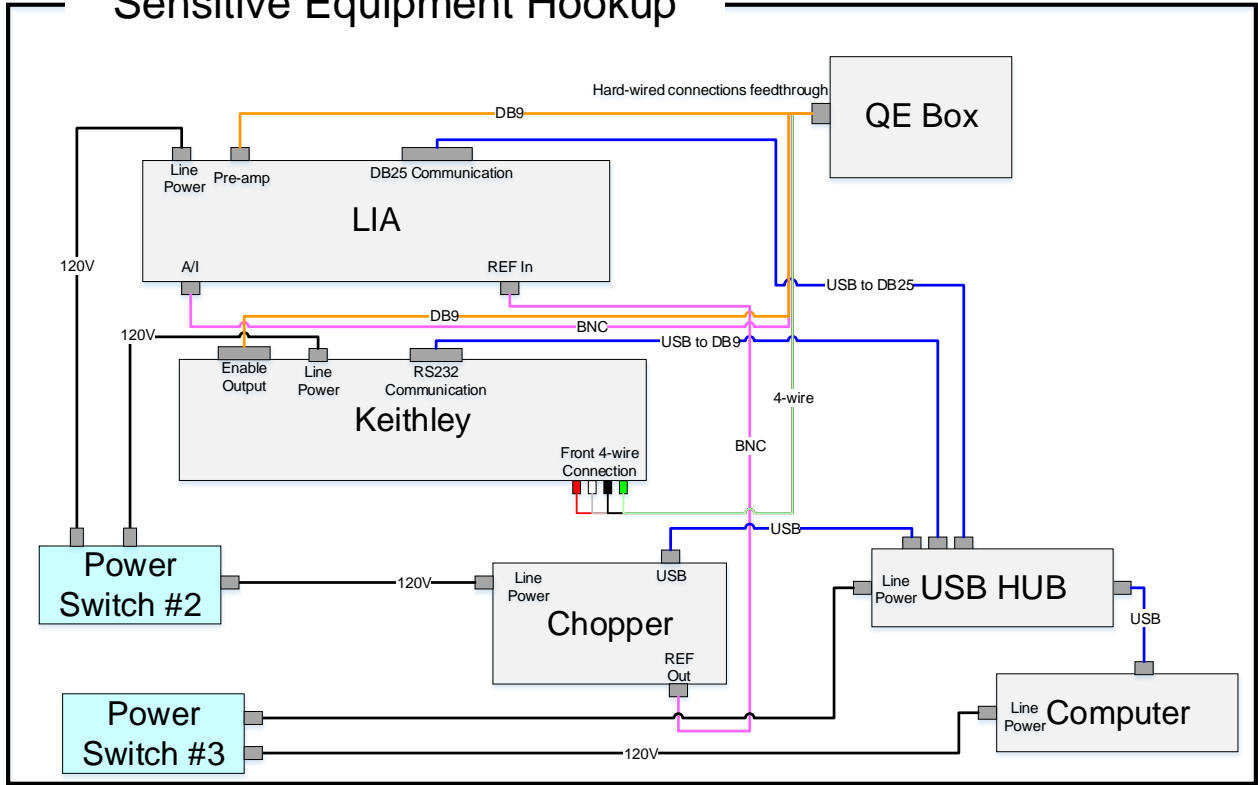 Sensitive Equipment Hookup
Hard-wired connections feedthrough
QE Box
DB9
Line
Power
Pre-amp
DB25 Communication
LIA
A/I
REF In
120V
USB to DB25
DB9
BNC
120V
USB to DB9
Enable
Output
Line
Power
RS232
Communication
Keithley
4-wire
Front 4-wire
Connection
BNC
USB
Power
Switch #2
120V
Line
Power
USB
Chopper
REF
Out
Line
Power
USB HUB
USB
Power
Switch #3
120V
Line
Power
Computer